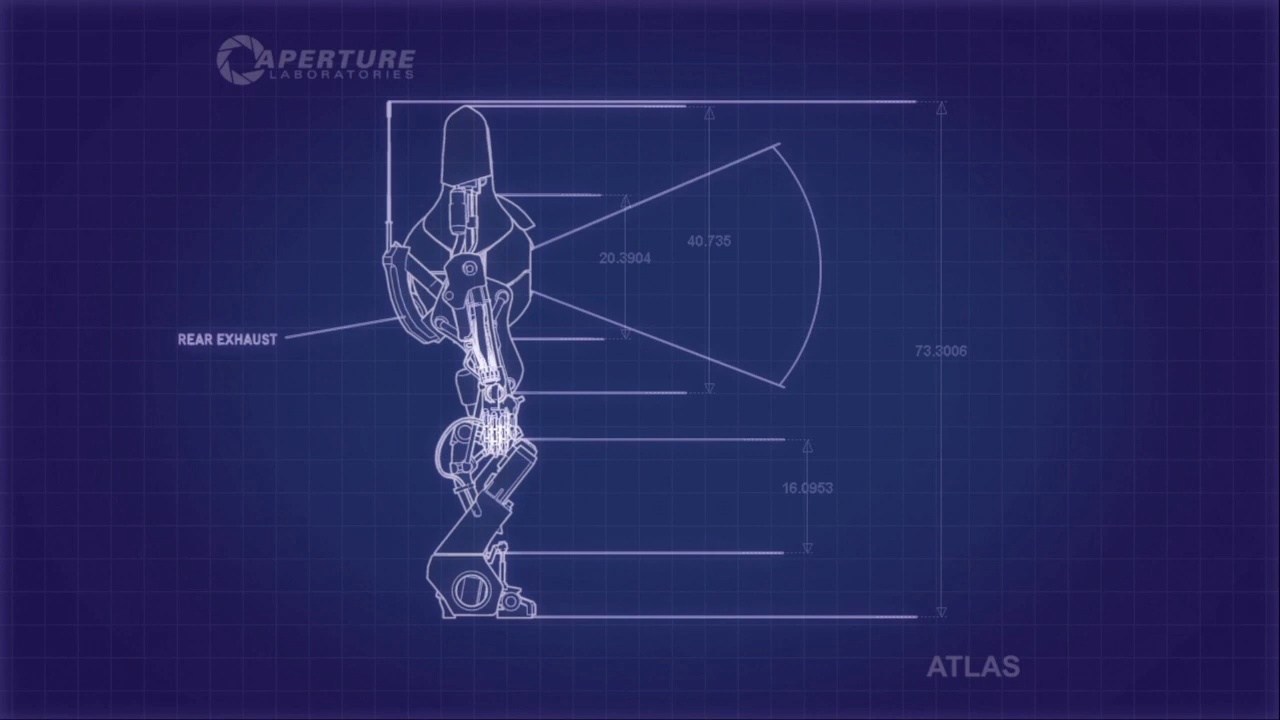 APERTURE
LABORATORIES
40.735
20.3904
REAR EXHAUST
73.3006
16.0953
ATLAS